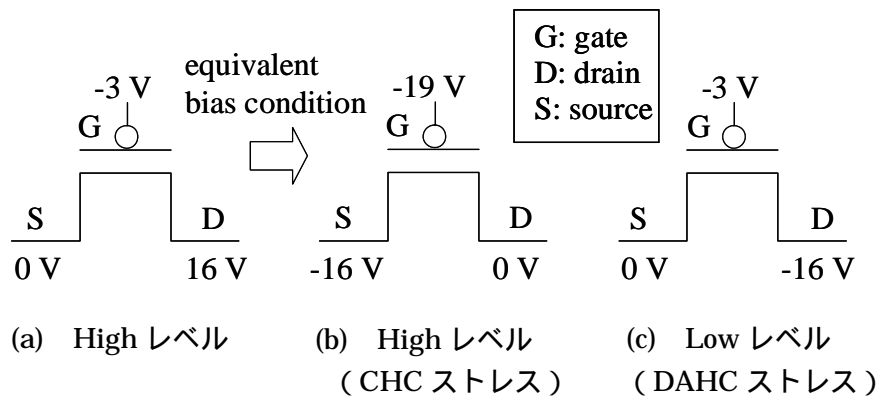 G: gate
D: drain
S: source
equivalent
bias condition
-3 V
G
S
D
0 V
16 V
-19 V
G
S
D
-16 V
0 V
-3 V
G
S
D
0 V
-16 V
(a) High レベル
(b) High レベル
（CHC ストレス）
(c) Low レベル
（DAHC ストレス）